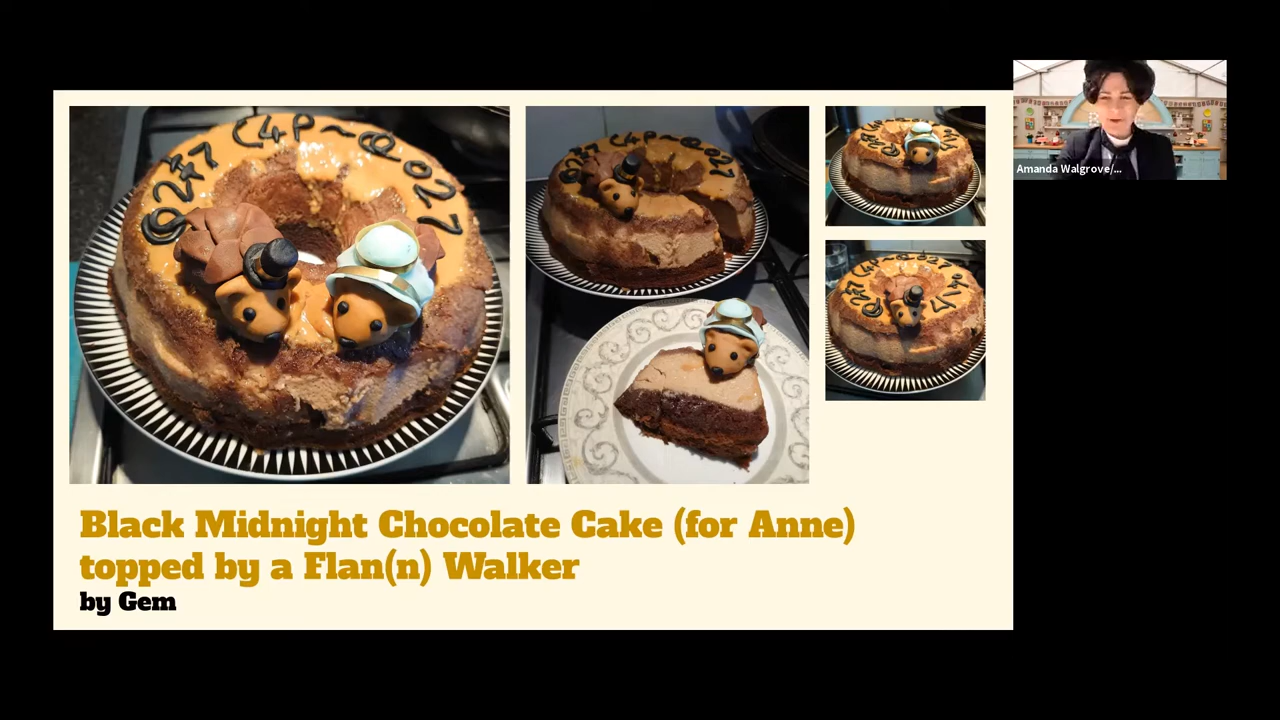 Black Midnight Chocolate Cake (for Anne)
topped by a Flan(n) Walker
by Gem
Amanda Walgrove/...